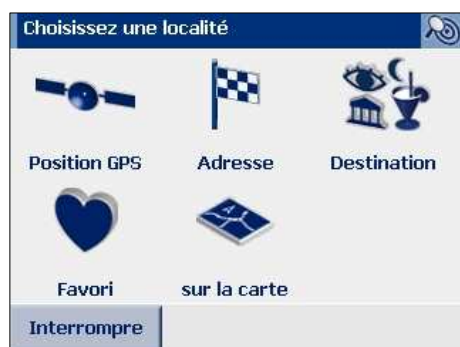 Choisissez une localité
Position GPS
Adresse
Destination
Favori
sur la carte
Interrompre